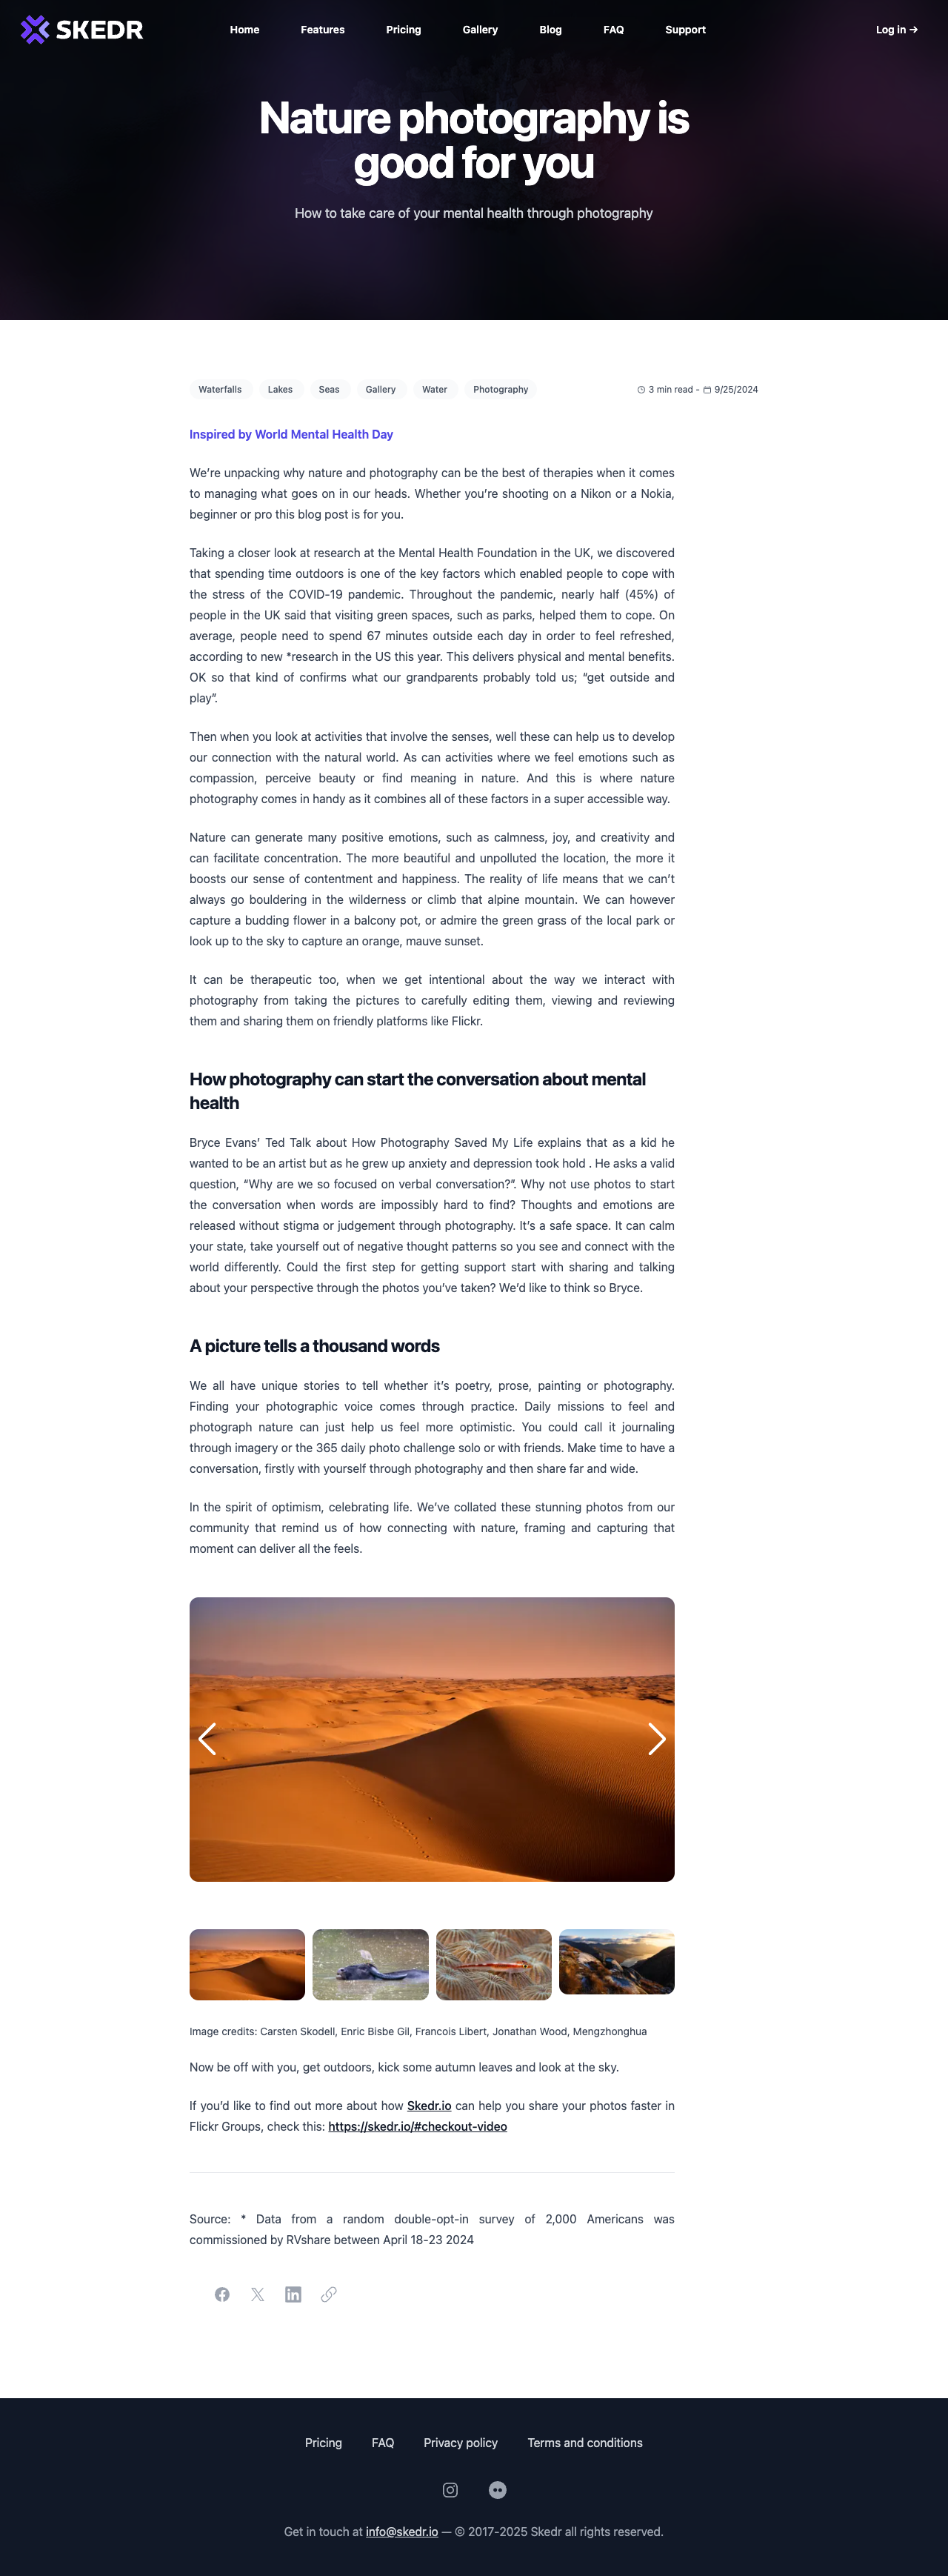 SKEDR
Home Features Pricing Gallery Blog FAQ Support
Log in →
Nature photography is
good for you
How to take care of your mental health through photography
Waterfalls Lakes Seas Gallery Water Photography
3 min read - 9/25/2024
Inspired by World Mental Health Day
We’re unpacking why nature and photography can be the best of therapies when it comes
to managing what goes on in our heads. Whether you’re shooting on a Nikon or a Nokia,
beginner or pro this blog post is for you.
Taking a closer look at research at the Mental Health Foundation in the UK, we discovered
that spending time outdoors is one of the key factors which enabled people to cope with
the stress of the COVID-19 pandemic. Throughout the pandemic, nearly half (45%) of
people in the UK said that visiting green spaces, such as parks, helped them to cope. On
average, people need to spend 67 minutes outside each day in order to feel refreshed,
according to new *research in the US this year. This delivers physical and mental benefits.
OK so that kind of confirms what our grandparents probably told us; “get outside and
play”.
Then when you look at activities that involve the senses, well these can help us to develop
our connection with the natural world. As can activities where we feel emotions such as
compassion, perceive beauty or find meaning in nature. And this is where nature
photography comes in handy as it combines all of these factors in a super accessible way.
Nature can generate many positive emotions, such as calmness, joy, and creativity and
can facilitate concentration. The more beautiful and unpolluted the location, the more it
boosts our sense of contentment and happiness. The reality of life means that we can’t
always go bouldering in the wilderness or climb that alpine mountain. We can however
capture a budding flower in a balcony pot, or admire the green grass of the local park or
look up to the sky to capture an orange, mauve sunset.
It can be therapeutic too, when we get intentional about the way we interact with
photography from taking the pictures to carefully editing them, viewing and reviewing
them and sharing them on friendly platforms like Flickr.
How photography can start the conversation about mental
health
Bryce Evans’ Ted Talk about How Photography Saved My Life explains that as a kid he
wanted to be an artist but as he grew up anxiety and depression took hold . He asks a valid
question, “Why are we so focused on verbal conversation?”. Why not use photos to start
the conversation when words are impossibly hard to find? Thoughts and emotions are
released without stigma or judgement through photography. It’s a safe space. It can calm
your state, take yourself out of negative thought patterns so you see and connect with the
world differently. Could the first step for getting support start with sharing and talking
about your perspective through the photos you’ve taken? We’d like to think so Bryce.
A picture tells a thousand words
We all have unique stories to tell whether it’s poetry, prose, painting or photography.
Finding your photographic voice comes through practice. Daily missions to feel and
photograph nature can just help us feel more optimistic. You could call it journaling
through imagery or the 365 daily photo challenge solo or with friends. Make time to have a
conversation, firstly with yourself through photography and then share far and wide.
In the spirit of optimism, celebrating life. We’ve collated these stunning photos from our
community that remind us of how connecting with nature, framing and capturing that
moment can deliver all the feels.
Image credits: Carsten Skodell, Enric Bisbe Gil, Francois Libert, Jonathan Wood, Mengzhonghua
Now be off with you, get outdoors, kick some autumn leaves and look at the sky.
If you’d like to find out more about how Skedr.io can help you share your photos faster in
Flickr Groups, check this: https://skedr.io/#checkout-video
Source: * Data from a random double-opt-in survey of 2,000 Americans was
commissioned by RVshare between April 18-23 2024
Pricing FAQ Privacy policy Terms and conditions
Get in touch at info@skedr.io — © 2017-2025 Skedr all rights reserved.